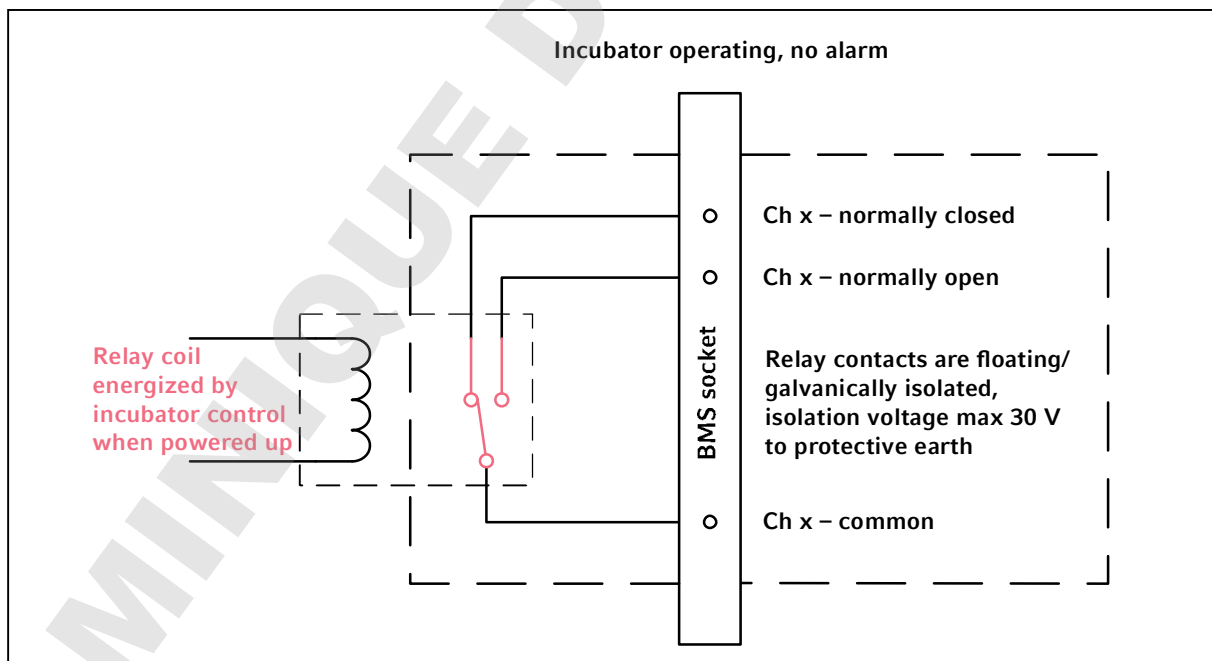 Incubator operating, no alarm
Ch x – normally closed
Ch x – normally open
Relay coil
energized by
incubator control
when powered up
BMS socket
Relay contacts are floating/
galvanically isolated,
isolation voltage max 30 V
to protective earth
Ch x – common
MINIQUE D